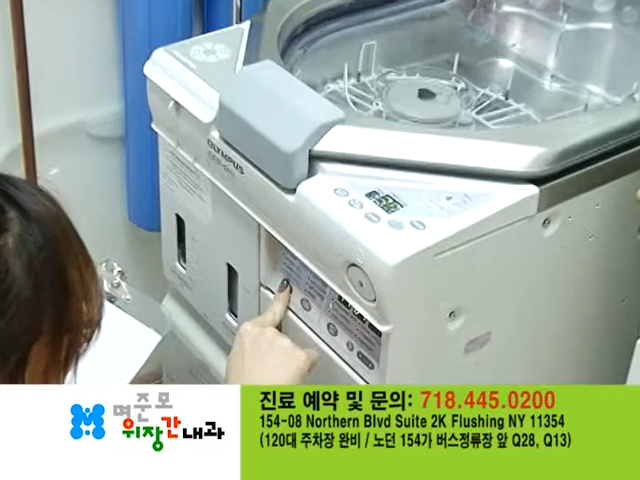 OLYMPUS
진료 예약 및 문의: 718.445.0200
154-08 Northern Blvd Suite 2K Flushing NY 11354
(120대 주차장 완비 / 노던 154가 버스정류장 앞 Q28, Q13)
명준모
위장간내과